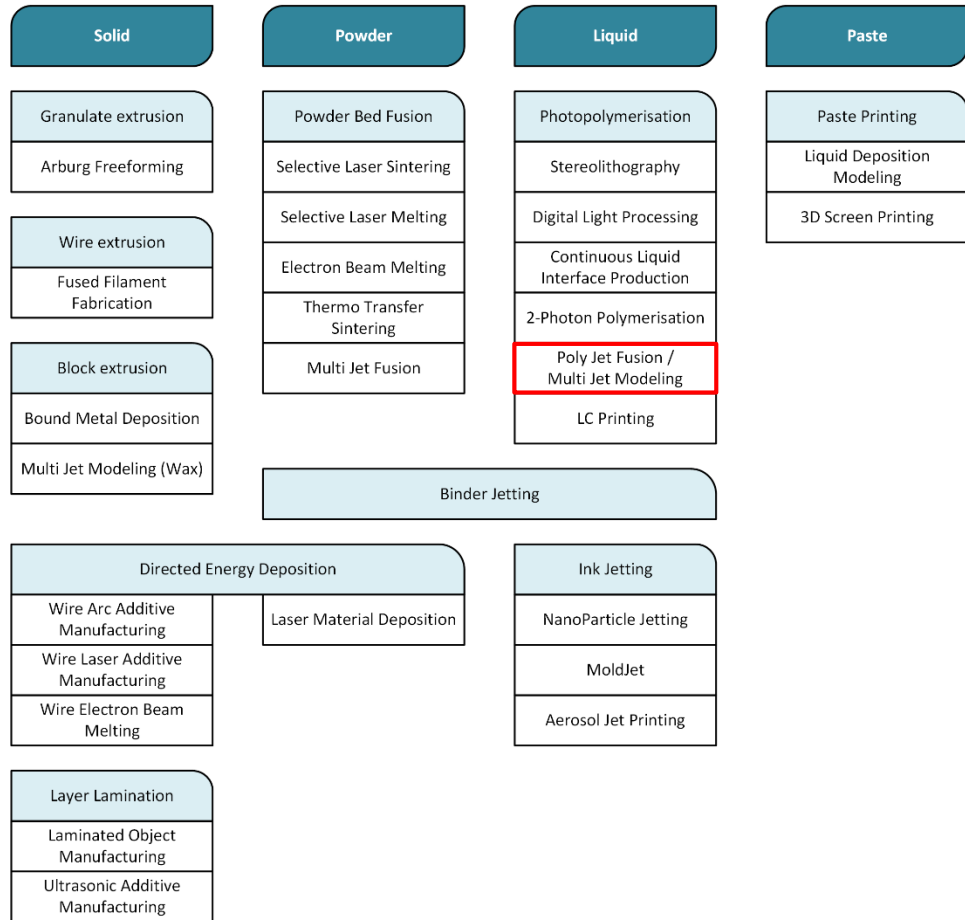 Solid
Powder
Liquid
Paste
Granulate extrusion
Arburg Freeforming
Wire extrusion
Fused Filament
Fabrication
Block extrusion
Bound Metal Deposition
Multi Jet Modeling (Wax)
Powder Bed Fusion
Selective Laser Sintering
Selective Laser Melting
Electron Beam Melting
Thermo Transfer
Sintering
Multi Jet Fusion
Photopolymerisation
Stereolithography
Digital Light Processing
Continuous Liquid
Interface Production
2-Photon Polymerisation
Poly Jet Fusion /
Multi Jet Modeling
LC Printing
Paste Printing
Liquid Deposition
Modeling
3D Screen Printing
Binder Jetting
Directed Energy Deposition
Wire Arc Additive
Manufacturing
Wire Laser Additive
Manufacturing
Wire Electron Beam
Melting
Laser Material Deposition
Ink Jetting
NanoParticle Jetting
MoldJet
Aerosol Jet Printing
Layer Lamination
Laminated Object
Manufacturing
Ultrasonic Additive
Manufacturing